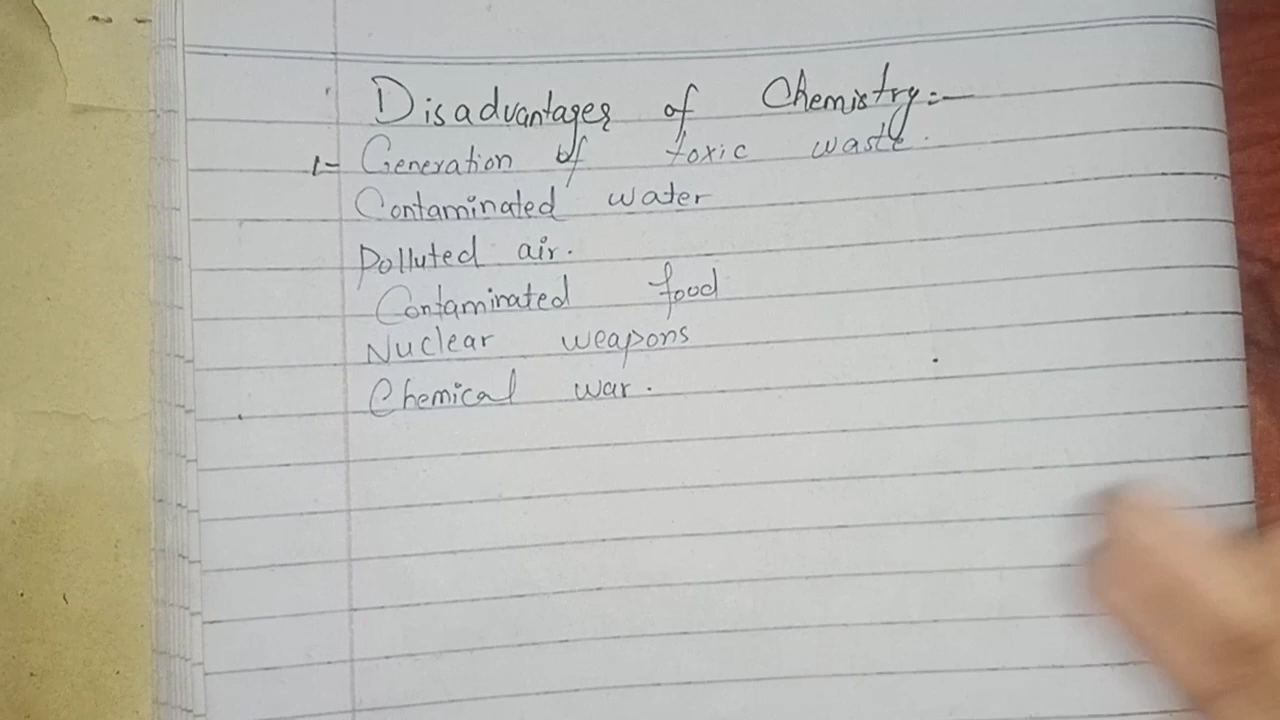 Disadvantages of Chemistry:-
1- Generation of toxic waste.
Contaminated water
Polluted air.
Contaminated food
Nuclear weapons
Chemical war.